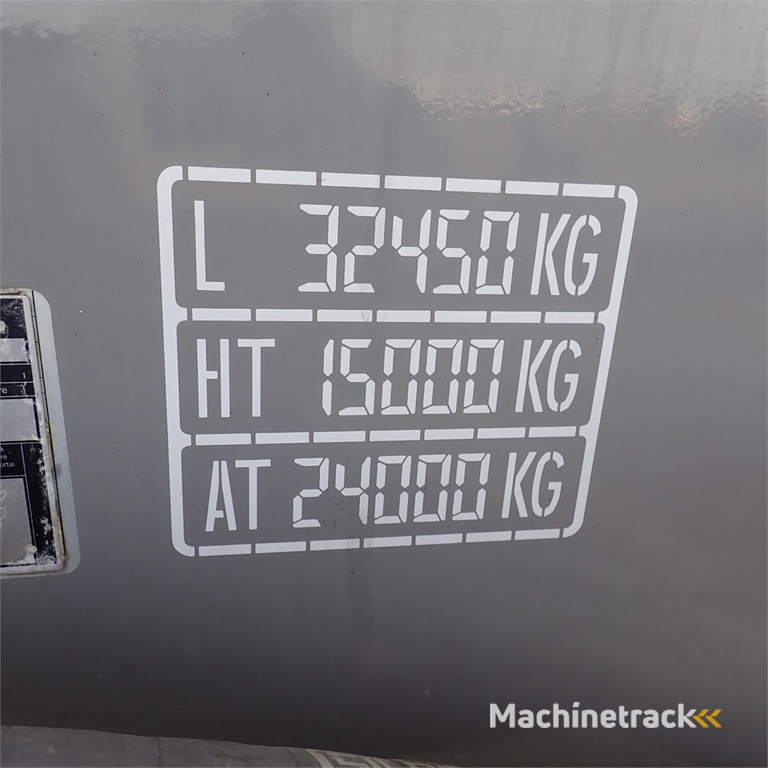 L 32450 KG
HT 15000 KG
AT 24000 KG
Machinetrack